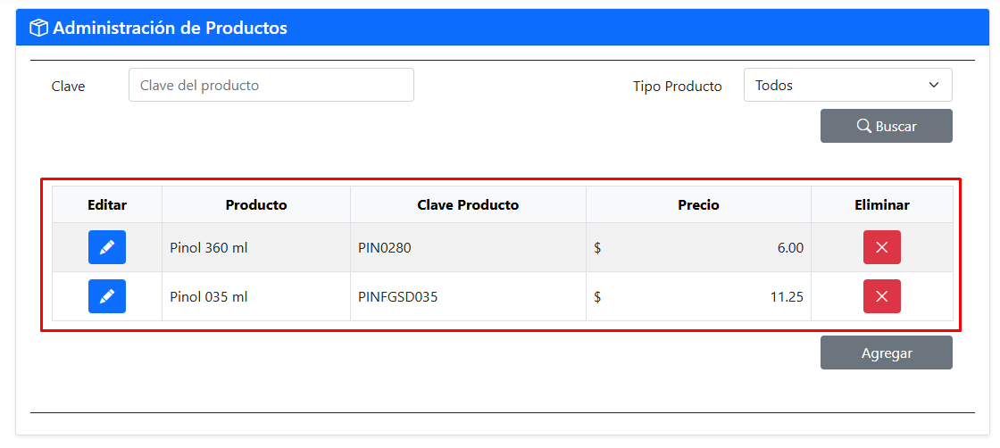 Administración de Productos
Clave Clave del producto Tipo Producto Todos
Buscar
Editar Producto Clave Producto Precio Eliminar
Pinol 360 ml PIN0280 $ 6.00
Pinol 035 ml PINFGSD035 $ 11.25
Agregar